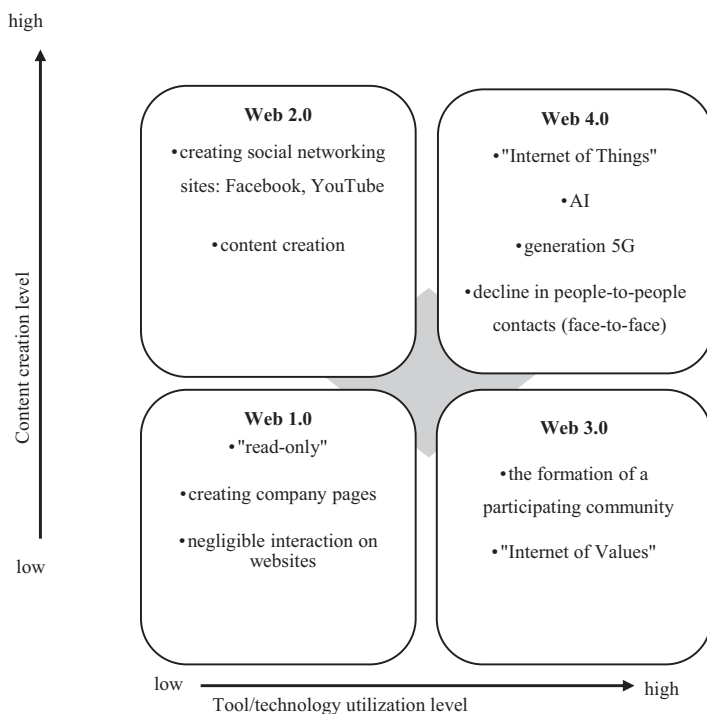 high
Web 2.0
•creating social networking
sites: Facebook, YouTube
•content creation
Web 4.0
•"Internet of Things"
•AI
•generation 5G
•decline in people-to-people
contacts (face-to-face)
Content creation level
Web 1.0
•"read-only"
•creating company pages
•negligible interaction on
websites
Web 3.0
•the formation of a
participating community
•"Internet of Values"
low
low
high
Tool/technology utilization level